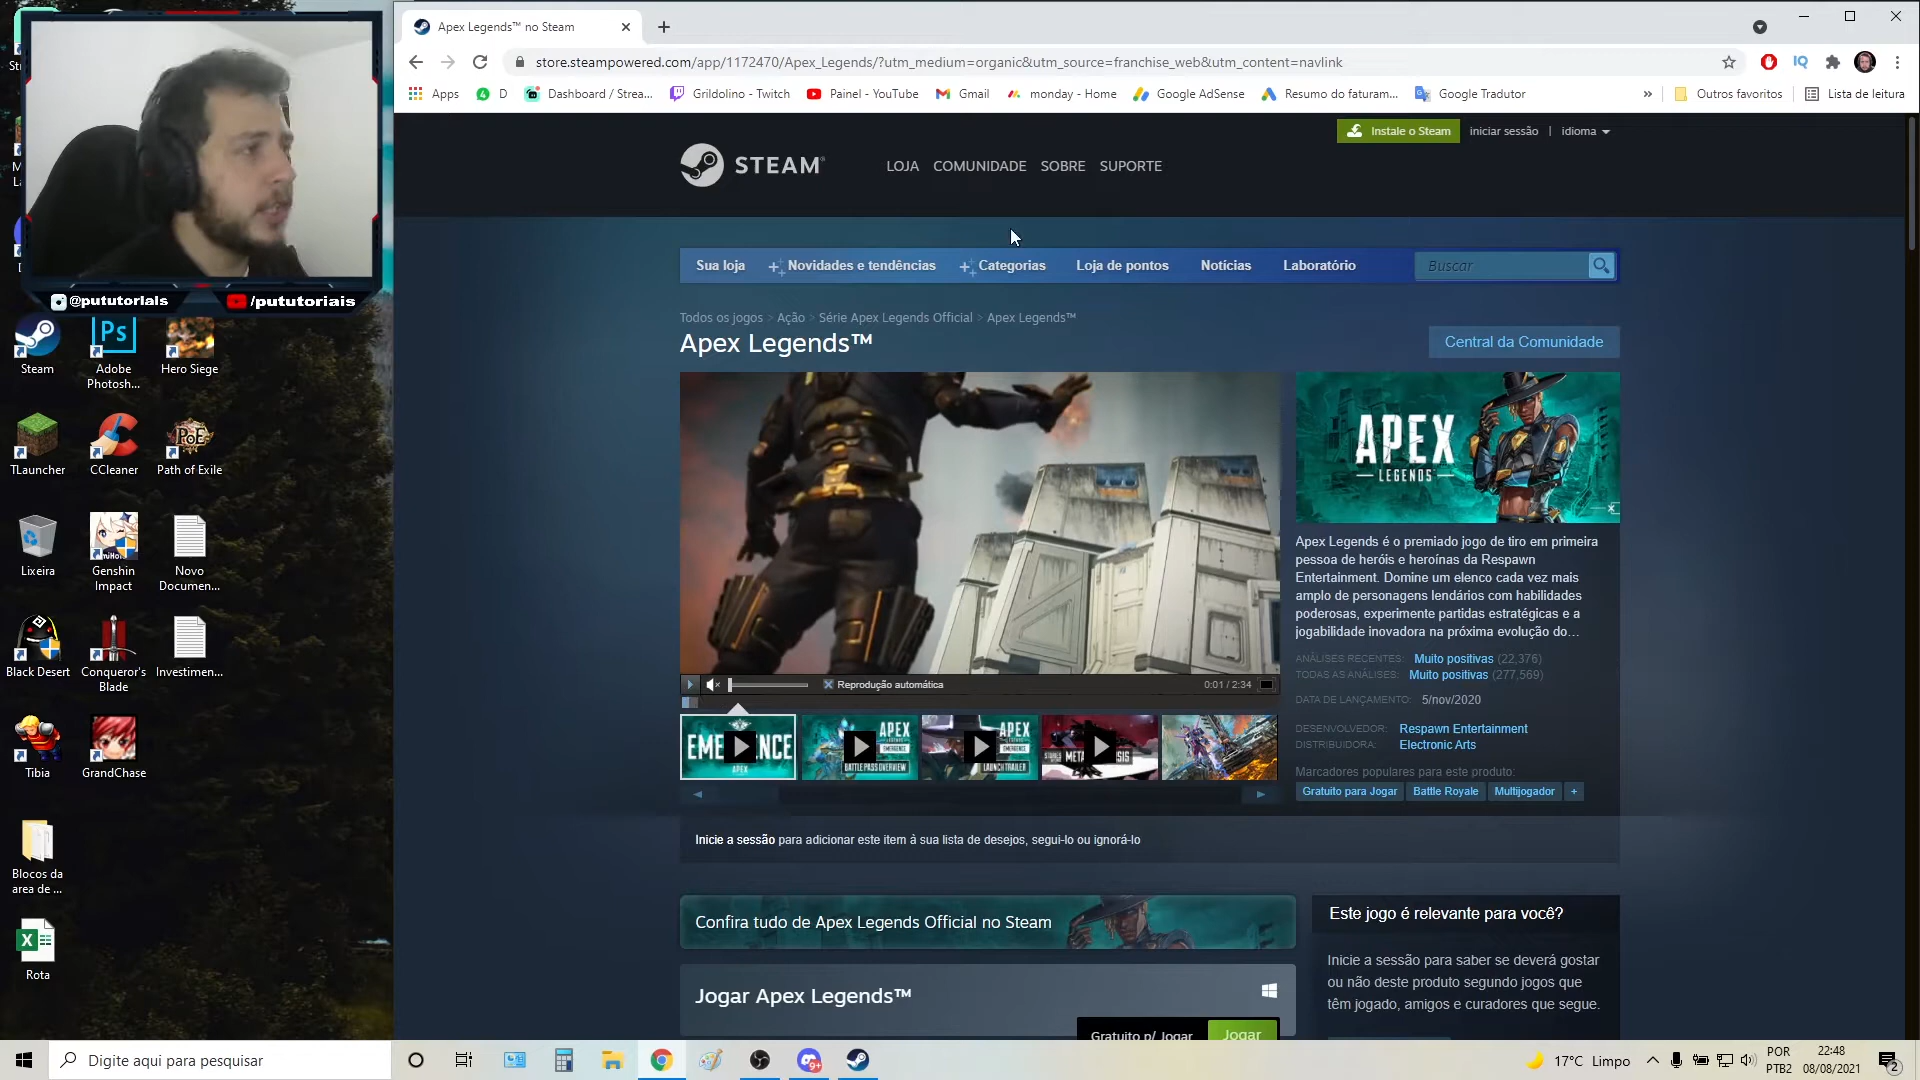 Apex Legends™ no Steam
store.steampowered.com/app/1172470/Apex_Legends/?utm_medium=organic&utm_source=franchise_web&utm_content=navlink
IQ
Apps
D
Dashboard / Strea...
Grildolino - Twitch
Painel - YouTube
Gmail
monday - Home
Google AdSense
Resumo do faturam...
Google Tradutor
»
Outros favoritos
Lista de leitura
@pututorials
/pututoriais
Steam
Adobe Photosh...
Hero Siege
TLauncher
CCleaner
Path of Exile
Lixeira
Genshin Impact
Novo Documen...
Black Desert
Conqueror's Blade
Investimen...
Tibia
GrandChase
Blocos da area de ...
Rota
Instale o Steam
iniciar sessão | idioma
STEAM
LOJA COMUNIDADE SOBRE SUPORTE
Sua loja
Novidades e tendências
Categorias
Loja de pontos
Notícias
Laboratório
Buscar
Todos os jogos > Ação > Série Apex Legends Official > Apex Legends™
Apex Legends™
Central da Comunidade
APEX
LEGENDS
Apex Legends é o premiado jogo de tiro em primeira
pessoa de heróis e heroínas da Respawn
Entertainment. Domine um elenco cada vez mais
amplo de personagens lendários com habilidades
poderosas, experimente partidas estratégicas e a
jogabilidade inovadora na próxima evolução do...
ANÁLISES RECENTES: Muito positivas (22,376)
TODAS AS ANÁLISES: Muito positivas (277,569)
DATA DE LANÇAMENTO: 5/nov/2020
DESENVOLVEDOR: Respawn Entertainment
DISTRIBUIDORA: Electronic Arts
Marcadores populares para este produto:
Gratuito para Jogar
Battle Royale
Multijogador
+
Reprodução automática
0:01 / 2:34
APEX
BATTLE PASS OVERVIEW
APEX
LAUNCH TRAILER
Inicie a sessão para adicionar este item à sua lista de desejos, segui-lo ou ignorá-lo
Confira tudo de Apex Legends Official no Steam
Este jogo é relevante para você?
Inicie a sessão para saber se deverá gostar
ou não deste produto segundo jogos que
têm jogado, amigos e curadores que segue.
Jogar Apex Legends™
Gratuito p/ Jogar
Jogar
Digite aqui para pesquisar
9+
17°C Limpo
POR
PTB2
22:48
08/08/2021
2